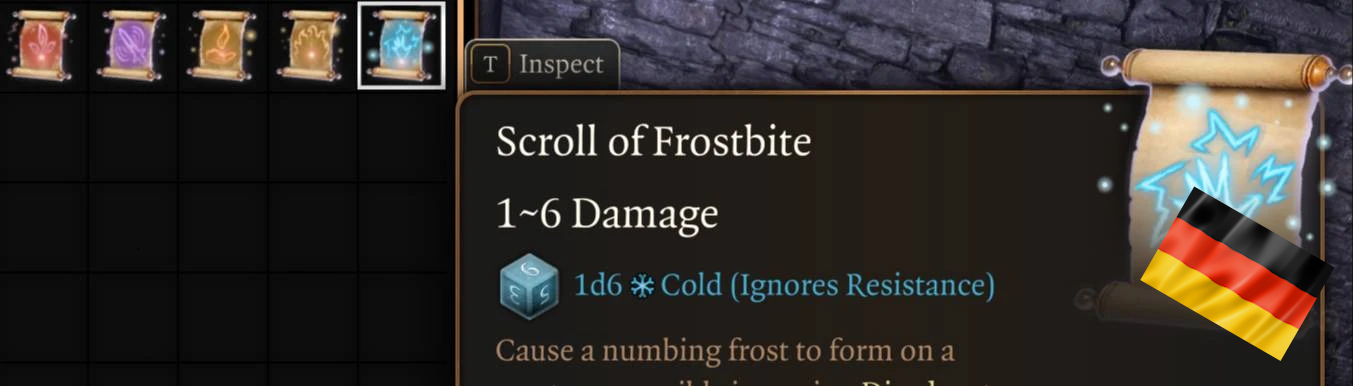 T Inspect
Scroll of Frostbite
1~6 Damage
1d6 Cold (Ignores Resistance)
Cause a numbing frost to form on a